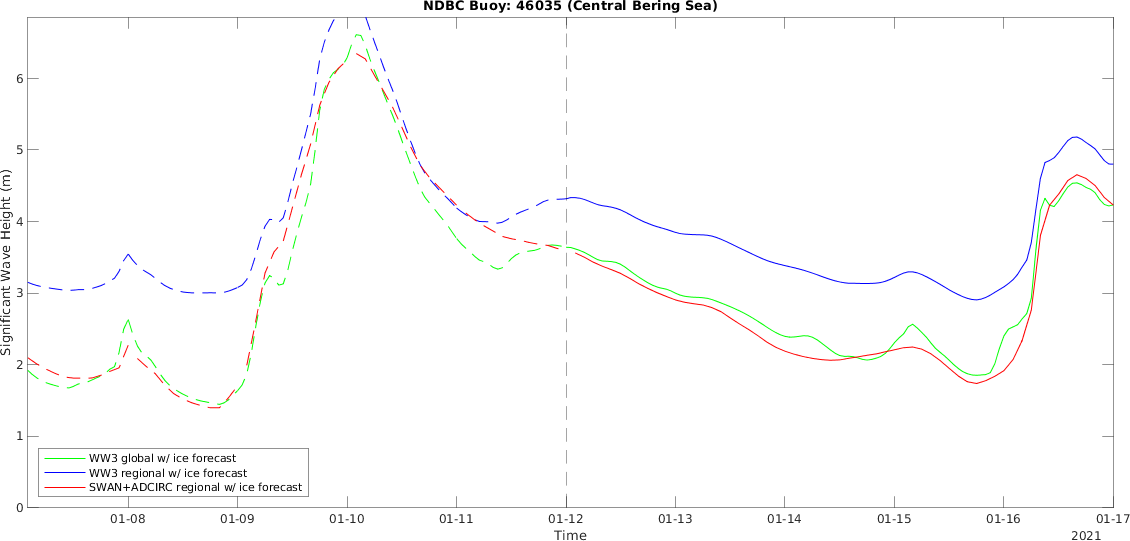 NDBC Buoy: 46035 (Central Bering Sea)
Significant Wave Height (m)
6
5
4
3
2
1
0
WW3 global w/ ice forecast
WW3 regional w/ ice forecast
SWAN+ADCIRC regional w/ ice forecast
01-08 01-09 01-10 01-11 01-12 01-13 01-14 01-15 01-16 01-17
Time
2021